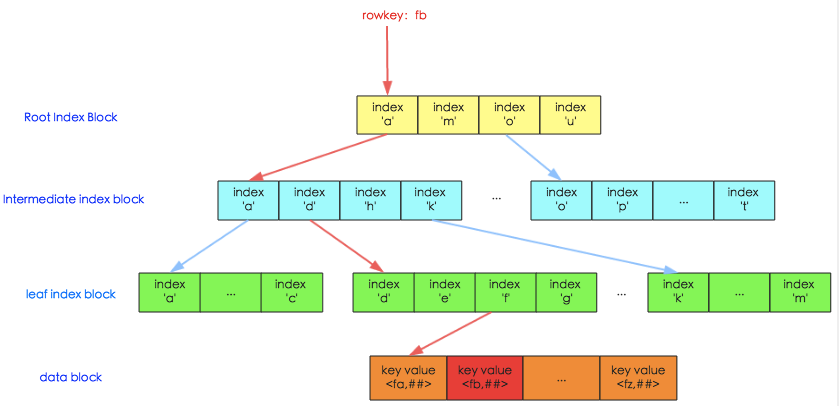 rowkey: fb
Root Index Block
index index index index
'a' 'm' 'o' 'u'
Intermediate index block
index index index index ... index index ... index
'a' 'd' 'h' 'k' 'o' 'p' 't'
leaf index block
index ... index index index index index ... index ... index
'a' 'c' 'd' 'e' 'f' 'g' 'k' 'm'
data block
key value key value ... key value
<fa,##> <fb,##> <fz,##>